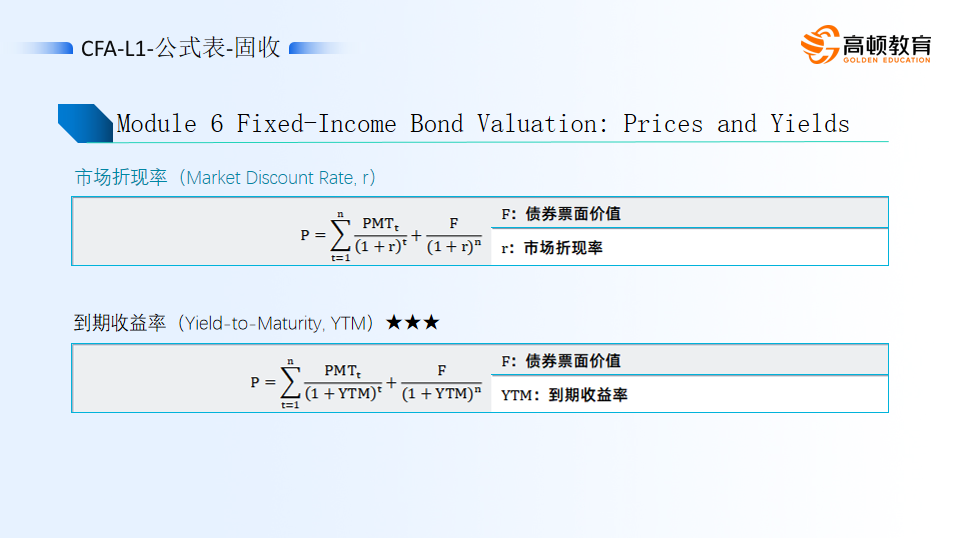 CFA-L1-公式表-固收
高顿教育
GOLDEN EDUCATION
Module 6 Fixed-Income Bond Valuation: Prices and Yields
市场折现率（Market Discount Rate, r）
P = ∑_{t=1}^{n} PMT_t/(1 + r)^t + F/(1 + r)^n
F：债券票面价值
r：市场折现率
到期收益率（Yield-to-Maturity, YTM）★★★
P = ∑_{t=1}^{n} PMT_t/(1 + YTM)^t + F/(1 + YTM)^n
F：债券票面价值
YTM：到期收益率